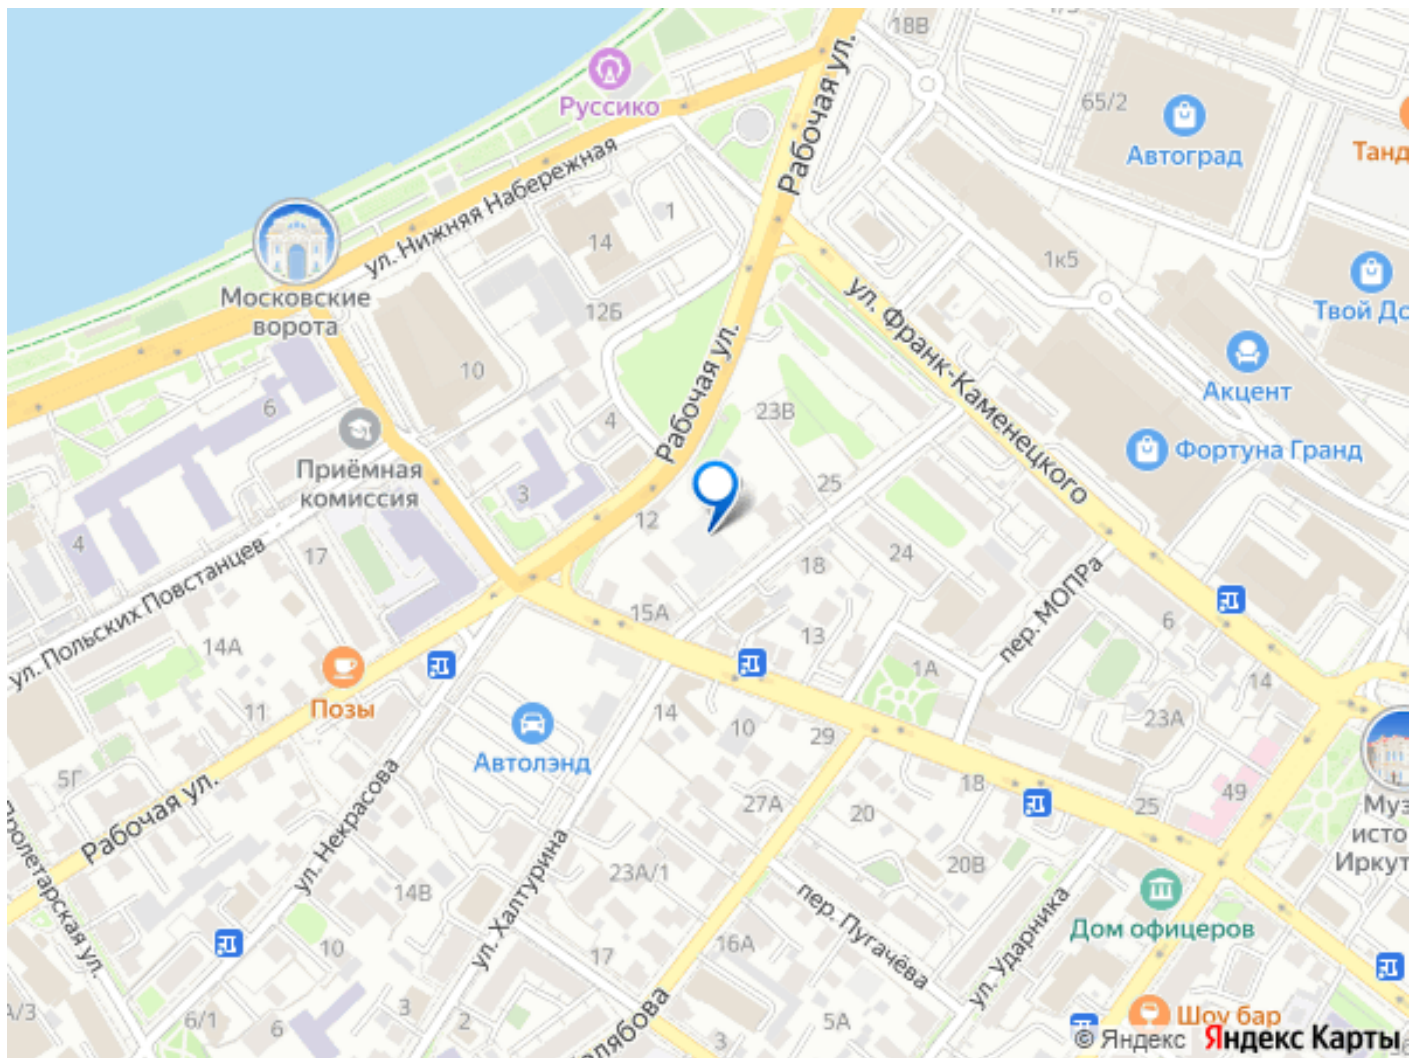 18В
Рабочая ул.
Руссико
65/2
Автоград
Танд
ул. Нижняя Набережная
1
14
1к5
Московские
ворота
12Б
ул. Франк-Каменецкого
Твой До
Рабочая ул.
10
Акцент
6
4
23В
Приёмная
комиссия
Фортуна Гранд
3
25
12
4
17
24
ул. Польских Повстанцев
18
пер. МОПРа
15А
13
6
14А
1А
14
Позы
11
14
10
29
23А
Автолэнд
5Г
18
49
Рабочая ул.
ул. Некрасова
27А
20
25
Муз
исто
Иркут
Пролетарская ул.
23А/1
20В
14В
ул. Халтурина
пер. Пугачёва
ул. Ударника
Дом офицеров
10
17
16А
А/3
6/1
6
3
2
олябова
5А
3
Шоу бар
© Яндекс Яндекс Карты